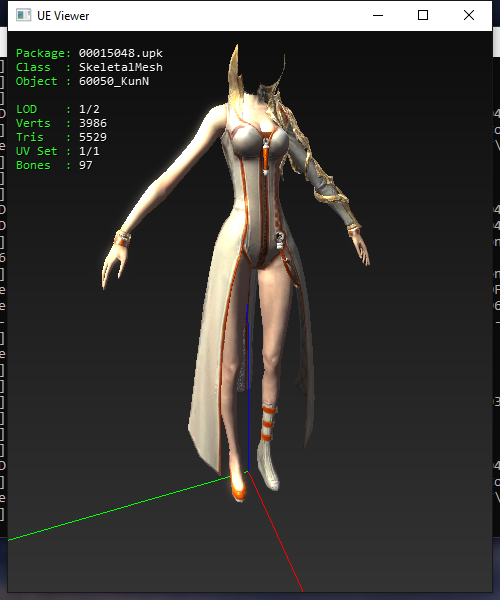 UE Viewer
Package: 00015048.upk
Class  : SkeletalMesh
Object : 60050_KunN
LOD    : 1/2
Verts  : 3986
Tris   : 5529
UV Set : 1/1
Bones  : 97